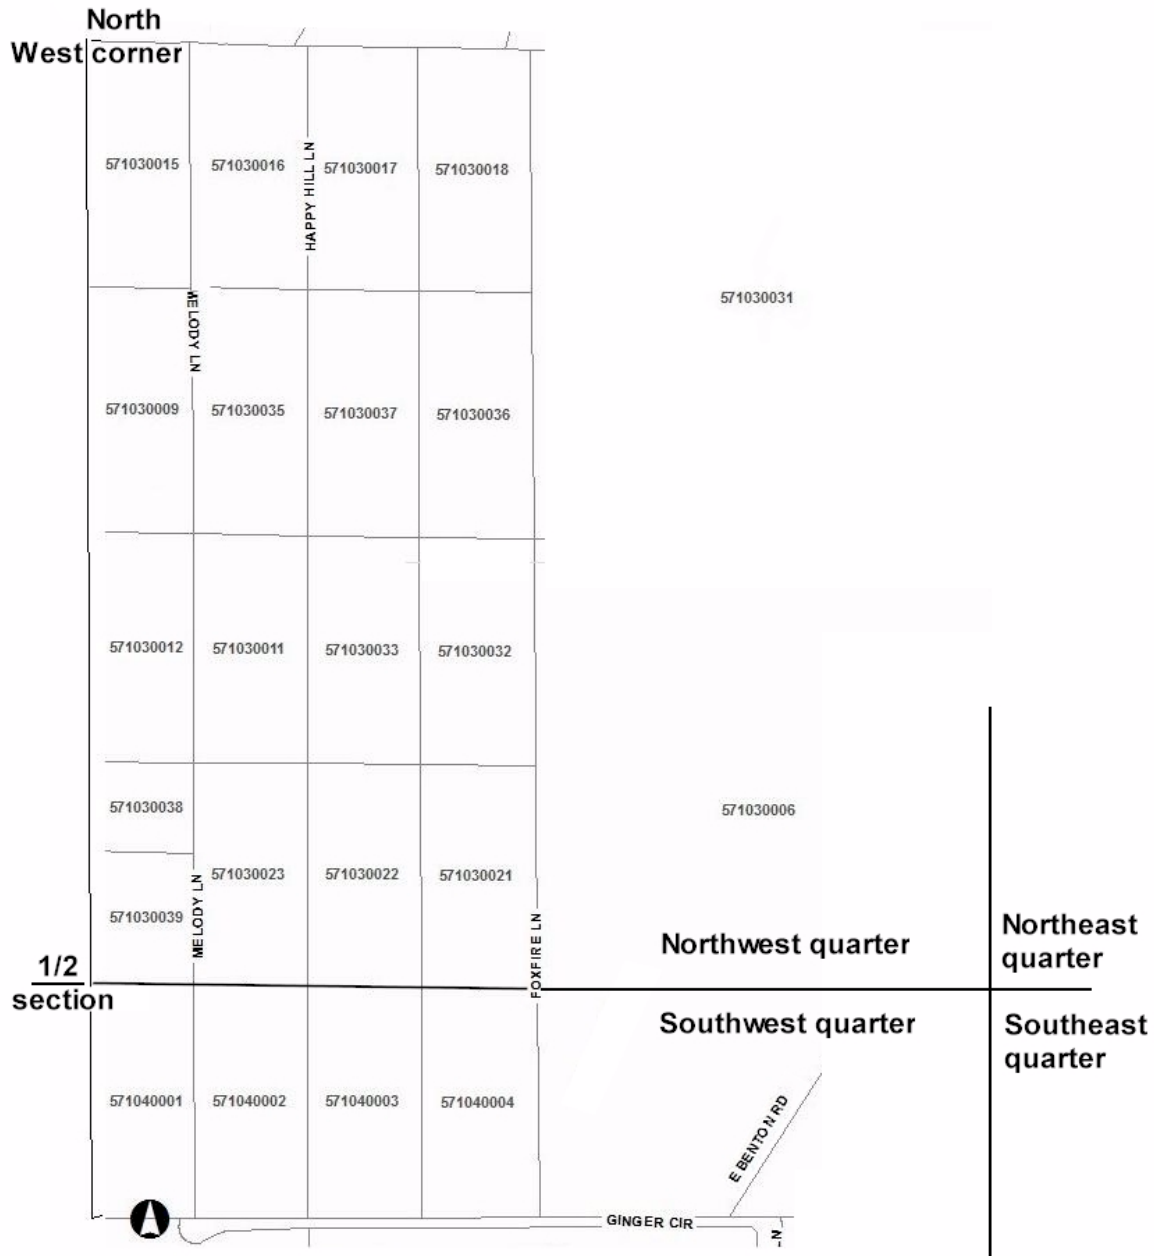 North
West corner
571030015
571030016
HAPPY HILL LN
571030017
571030018
MELODY LN
571030031
571030009
571030035
571030037
571030036
571030012
571030011
571030033
571030032
571030038
571030006
571030023
571030022
571030021
571030039
MELODY LN
FOXFIRE LN
Northwest quarter
Northeast
quarter
1/2
section
Southwest quarter
Southeast
quarter
571040001
571040002
571040003
571040004
E BENTON RD
GINGER CIR
LN